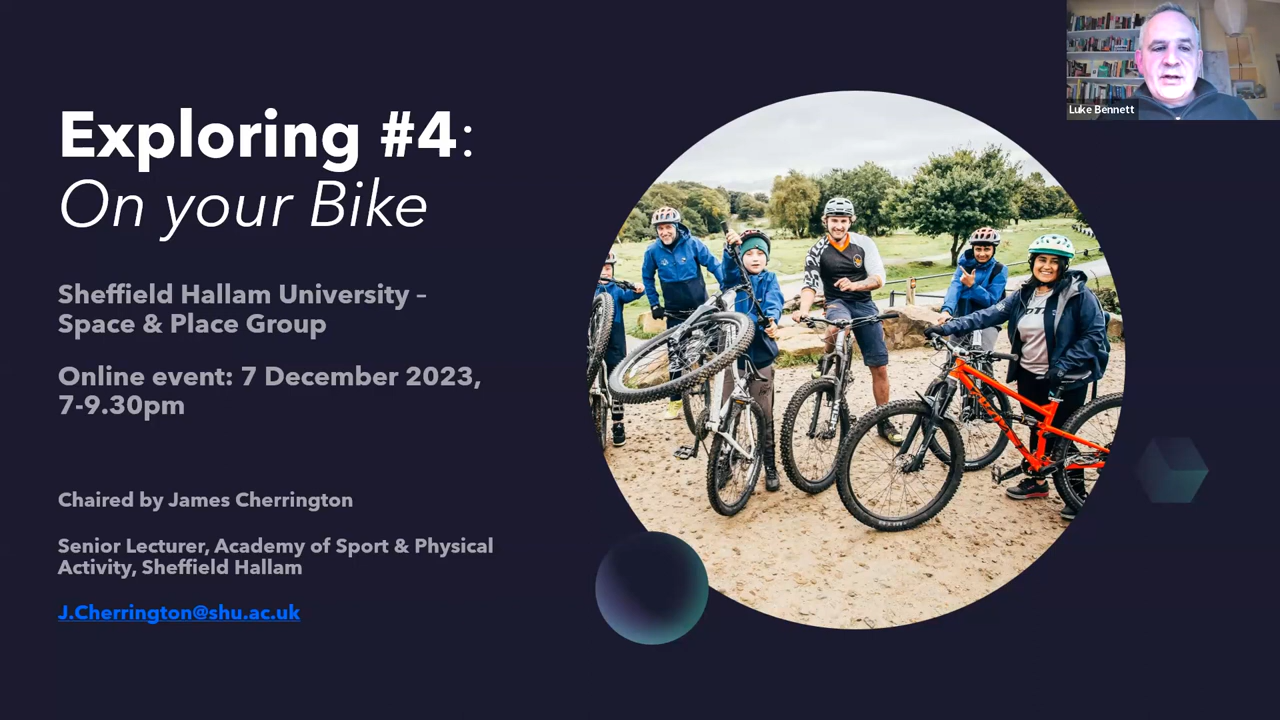 Luke Bennett
Exploring #4:
On your Bike
Sheffield Hallam University –
Space & Place Group
Online event: 7 December 2023,
7-9.30pm
Chaired by James Cherrington
Senior Lecturer, Academy of Sport & Physical
Activity, Sheffield Hallam
J.Cherrington@shu.ac.uk